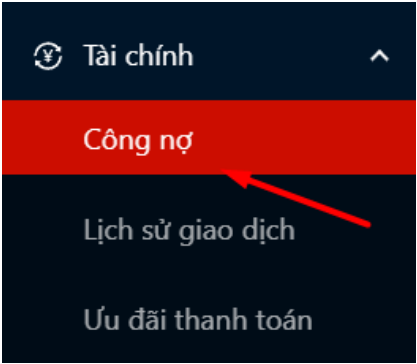 Tài chính
Công nợ
Lịch sử giao dịch
Ưu đãi thanh toán